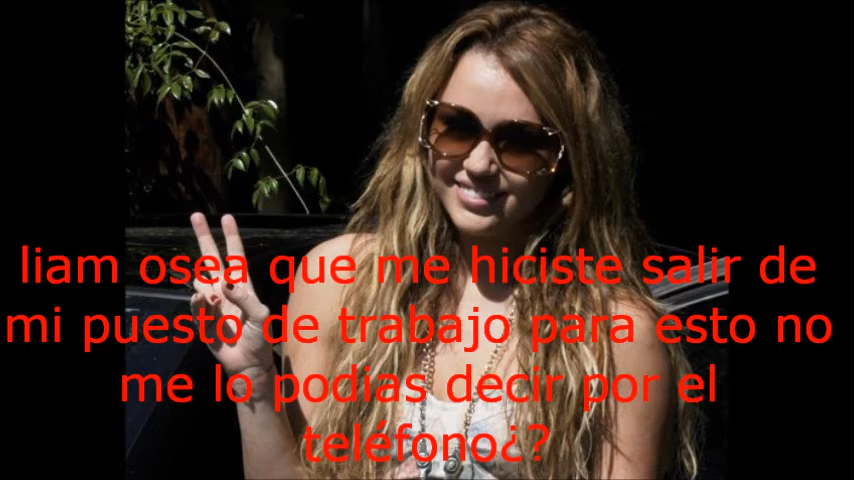 liam osea que me hiciste salir de
mi puesto de trabajo para esto no
me lo podias decir por el
teléfono¿?